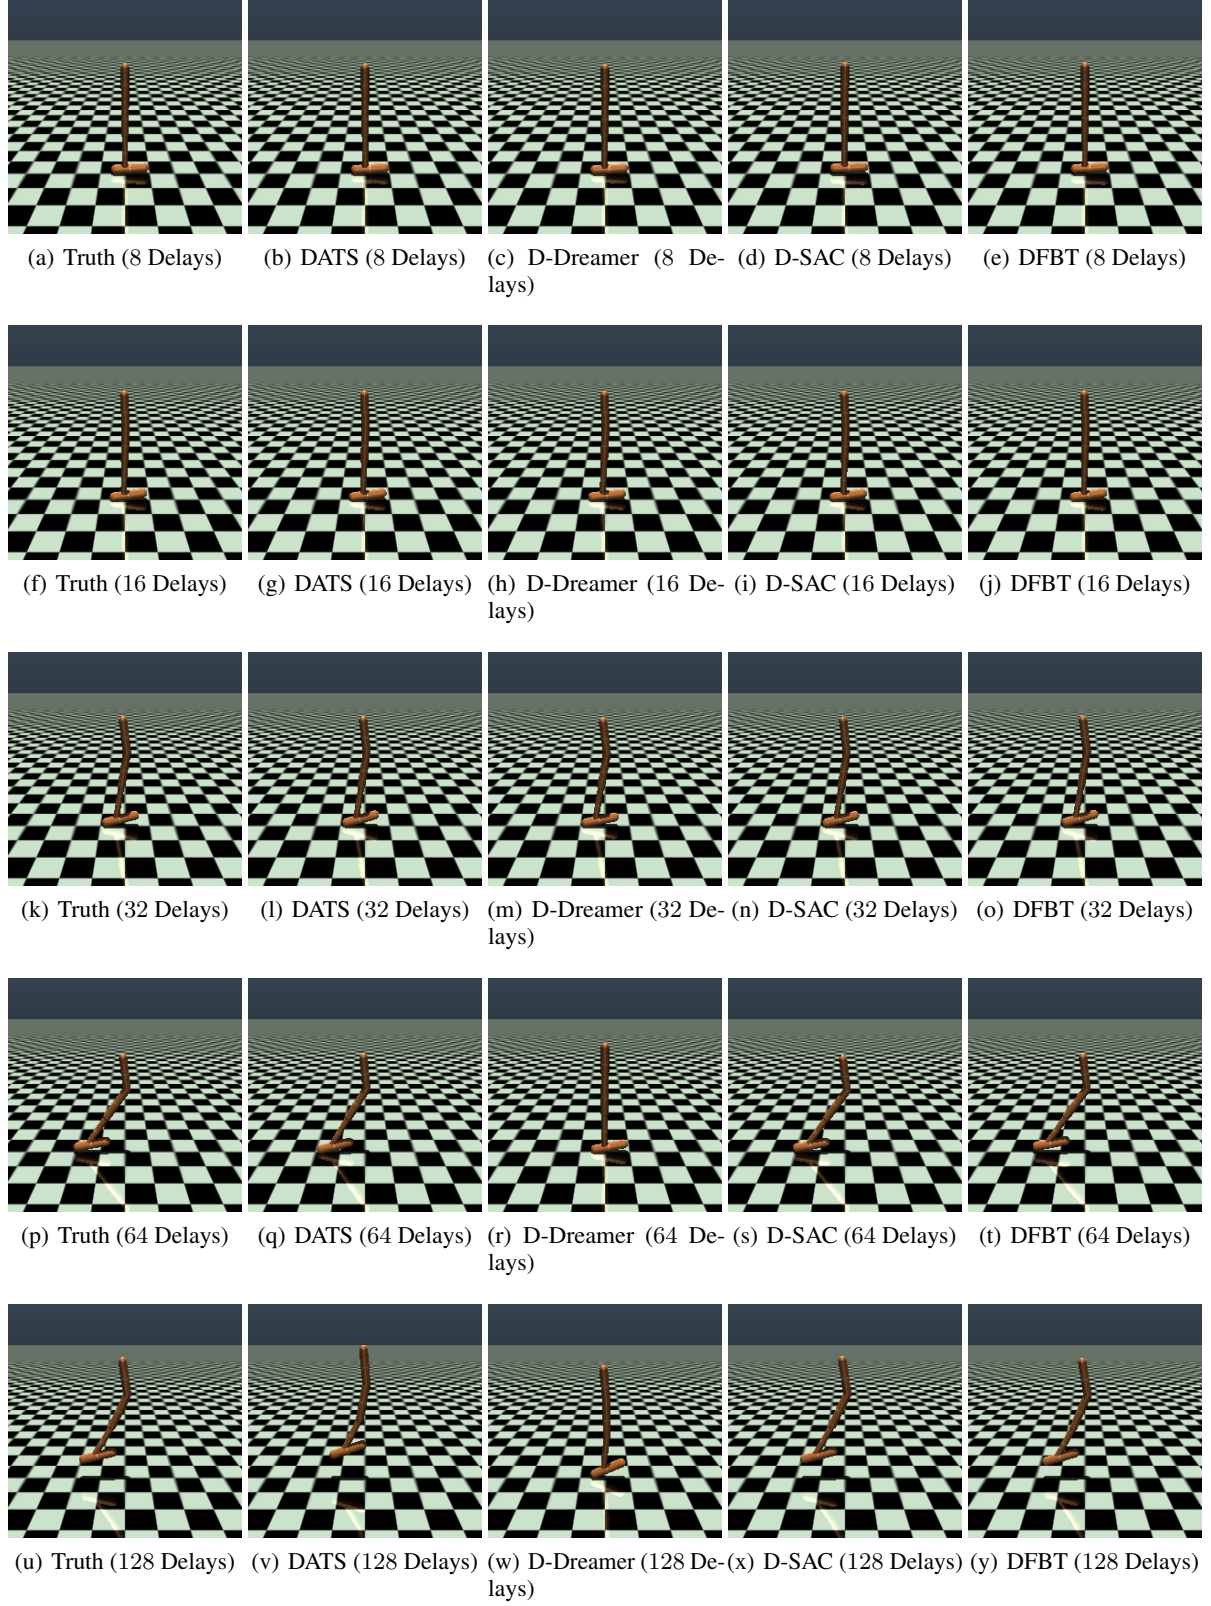 (a) Truth (8 Delays)
(b) DATS (8 Delays)
(c) D-Dreamer (8 De-
lays)
(d) D-SAC (8 Delays)
(e) DFBT (8 Delays)
(f) Truth (16 Delays)
(g) DATS (16 Delays)
(h) D-Dreamer (16 De-
lays)
(i) D-SAC (16 Delays)
(j) DFBT (16 Delays)
(k) Truth (32 Delays)
(l) DATS (32 Delays)
(m) D-Dreamer (32 De-
lays)
(n) D-SAC (32 Delays)
(o) DFBT (32 Delays)
(p) Truth (64 Delays)
(q) DATS (64 Delays)
(r) D-Dreamer (64 De-
lays)
(s) D-SAC (64 Delays)
(t) DFBT (64 Delays)
(u) Truth (128 Delays)
(v) DATS (128 Delays)
(w) D-Dreamer (128 De-
lays)
(x) D-SAC (128 Delays)
(y) DFBT (128 Delays)